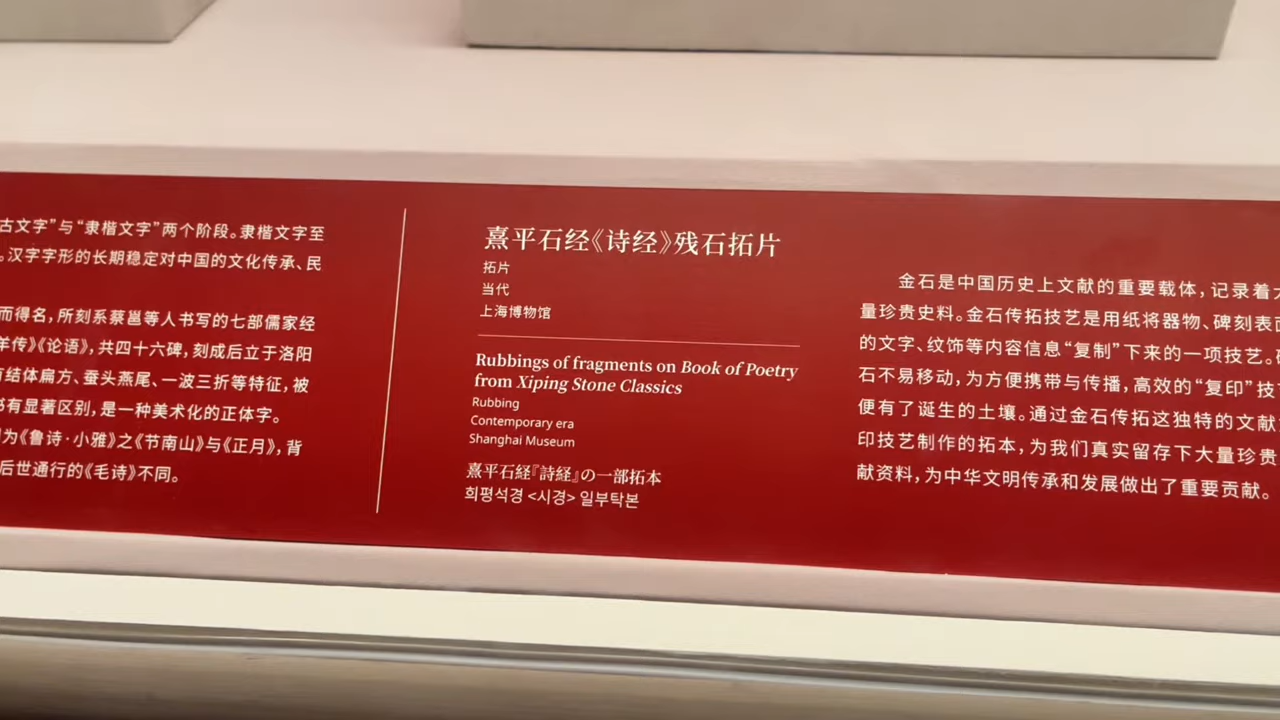 古文字”与“隶楷文字”两个阶段。隶楷文字至
。汉字字形的长期稳定对中国的文化传承、民
而得名，所刻系蔡邕等人书写的七部儒家经
羊传》《论语》，共四十六碑，刻成后立于洛阳
有结体扁方、蚕头燕尾、一波三折等特征，被
书有显著区别，是一种美术化的正体字。
为《鲁诗·小雅》之《节南山》与《正月》，背
后世通行的《毛诗》不同。
熹平石经《诗经》残石拓片
拓片
当代
上海博物馆
Rubbings of fragments on Book of Poetry
from Xiping Stone Classics
Rubbing
Contemporary era
Shanghai Museum
熹平石経『詩経』の一部拓本
희평석경 <시경> 일부탁본
金石是中国历史上文献的重要载体，记录着
量珍贵史料。金石传拓技艺是用纸将器物、碑刻表面
的文字、纹饰等内容信息“复制”下来的一项技艺。
石不易移动，为方便携带与传播，高效的“复印”技
便有了诞生的土壤。通过金石传拓这独特的文献
印技艺制作的拓本，为我们真实留存下大量珍贵
献资料，为中华文明传承和发展做出了重要贡献。